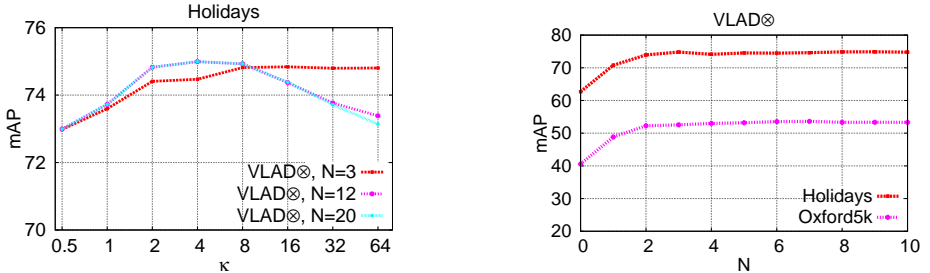 Holidays
76
74
72
70
mAP
VLAD⊗, N=3
VLAD⊗, N=12
VLAD⊗, N=20
0.5 1 2 4 8 16 32 64
κ
VLAD⊗
80
70
60
50
40
30
20
mAP
Holidays
Oxford5k
0 2 4 6 8 10
N